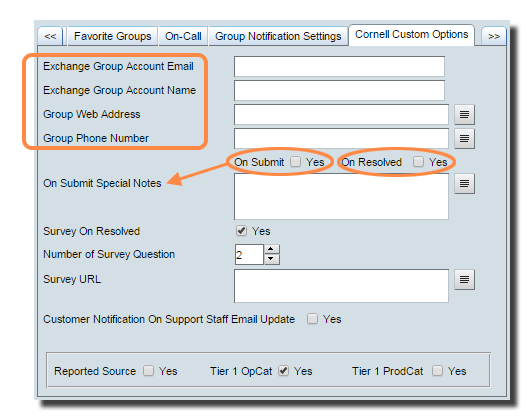 << Favorite Groups On-Call Group Notification Settings Cornell Custom Options >>
Exchange Group Account Email
Exchange Group Account Name
Group Web Address
Group Phone Number
On Submit Yes On Resolved Yes
On Submit Special Notes
Survey On Resolved Yes
Number of Survey Question 2
Survey URL
Customer Notification On Support Staff Email Update Yes
Reported Source Yes Tier 1 OpCat Yes Tier 1 ProdCat Yes